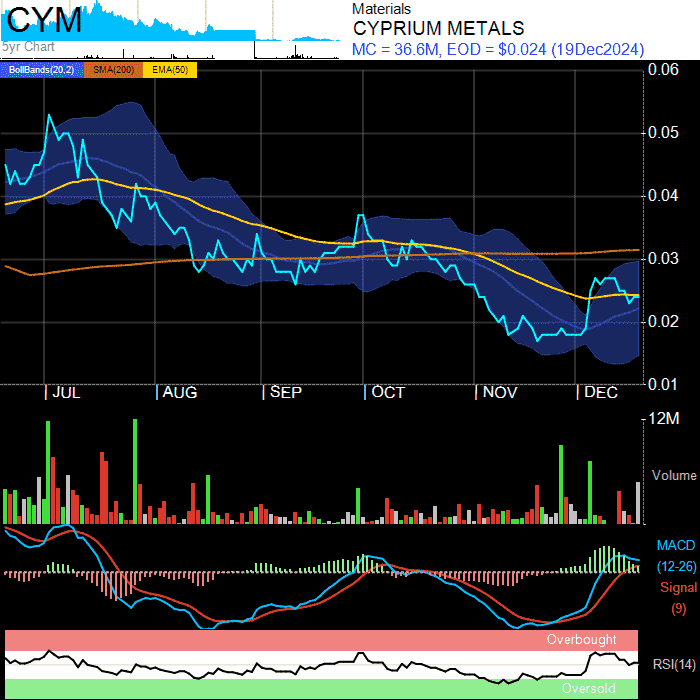 CYM
5yr Chart
Materials
CYPRIUM METALS
MC = 36.6M, EOD = $0.024 (19Dec2024)
BollBands(20,2) SMA(200) EMA(50)
0.06
0.05
0.04
0.03
0.02
0.01
| JUL | AUG | SEP | OCT | NOV | DEC
12M
Volume
MACD
(12-26)
Signal
(9)
Overbought
RSI(14)
Oversold